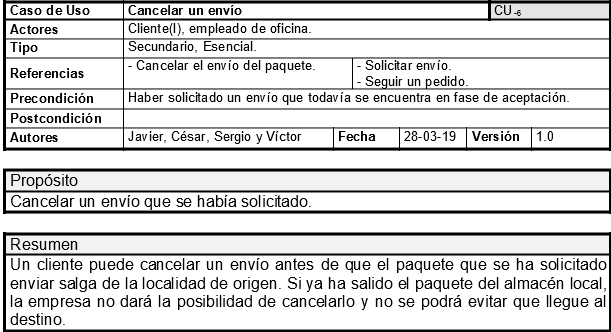 Caso de Uso Cancelar un envío CU-6
Actores Cliente(I), empleado de oficina.
Tipo Secundario, Esencial.
Referencias - Cancelar el envío del paquete. - Solicitar envío.
- Seguir un pedido.
Precondición Haber solicitado un envío que todavía se encuentra en fase de aceptación.
Postcondición
Autores Javier, César, Sergio y Víctor Fecha 28-03-19 Versión 1.0
Propósito
Cancelar un envío que se había solicitado.
Resumen
Un cliente puede cancelar un envío antes de que el paquete que se ha solicitado
enviar salga de la localidad de origen. Si ya ha salido el paquete del almacén local,
la empresa no dará la posibilidad de cancelarlo y no se podrá evitar que llegue al
destino.